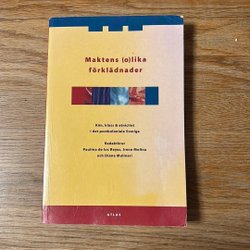 Maktens (o)lika
förklädnader
Kön, klass & etnicitet
i det postkoloniala Sverige
Redaktörer
Paulina de los Reyes, Irene Molina
och Diana Mulinari
ATLAS